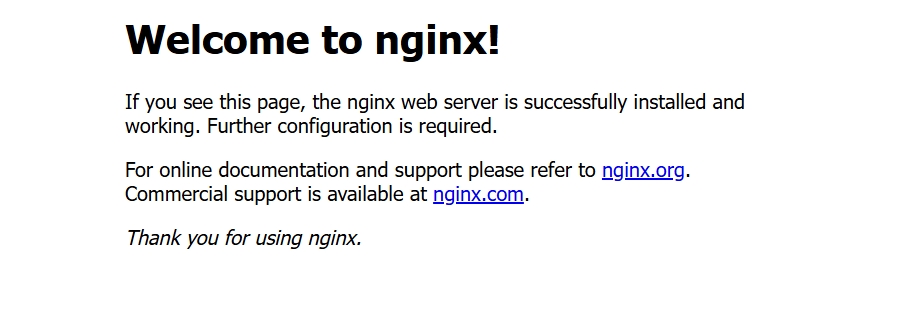 Welcome to nginx!
If you see this page, the nginx web server is successfully installed and
working. Further configuration is required.
For online documentation and support please refer to nginx.org.
Commercial support is available at nginx.com.
Thank you for using nginx.